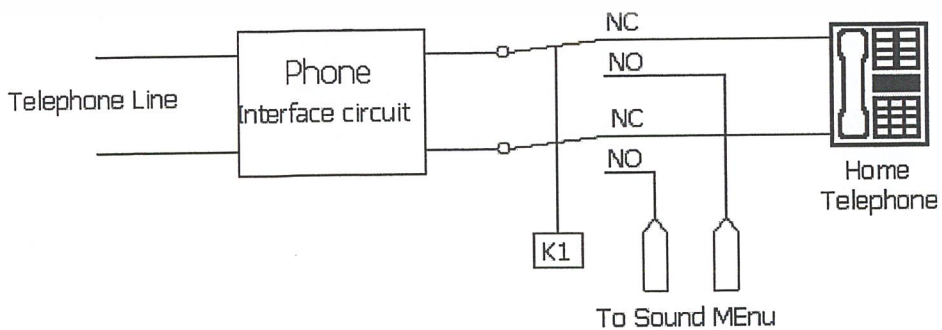 NC
Phone
NO
Telephone Line
Interface circuit
NC
NO
Home
Telephone
K1
To Sound MEnu